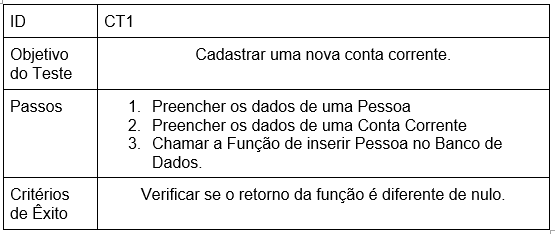 ID CT1
Objetivo do Teste
Cadastrar uma nova conta corrente.
Passos
1. Preencher os dados de uma Pessoa
2. Preencher os dados de uma Conta Corrente
3. Chamar a Função de inserir Pessoa no Banco de
Dados.
Critérios de Êxito
Verificar se o retorno da função é diferente de nulo.